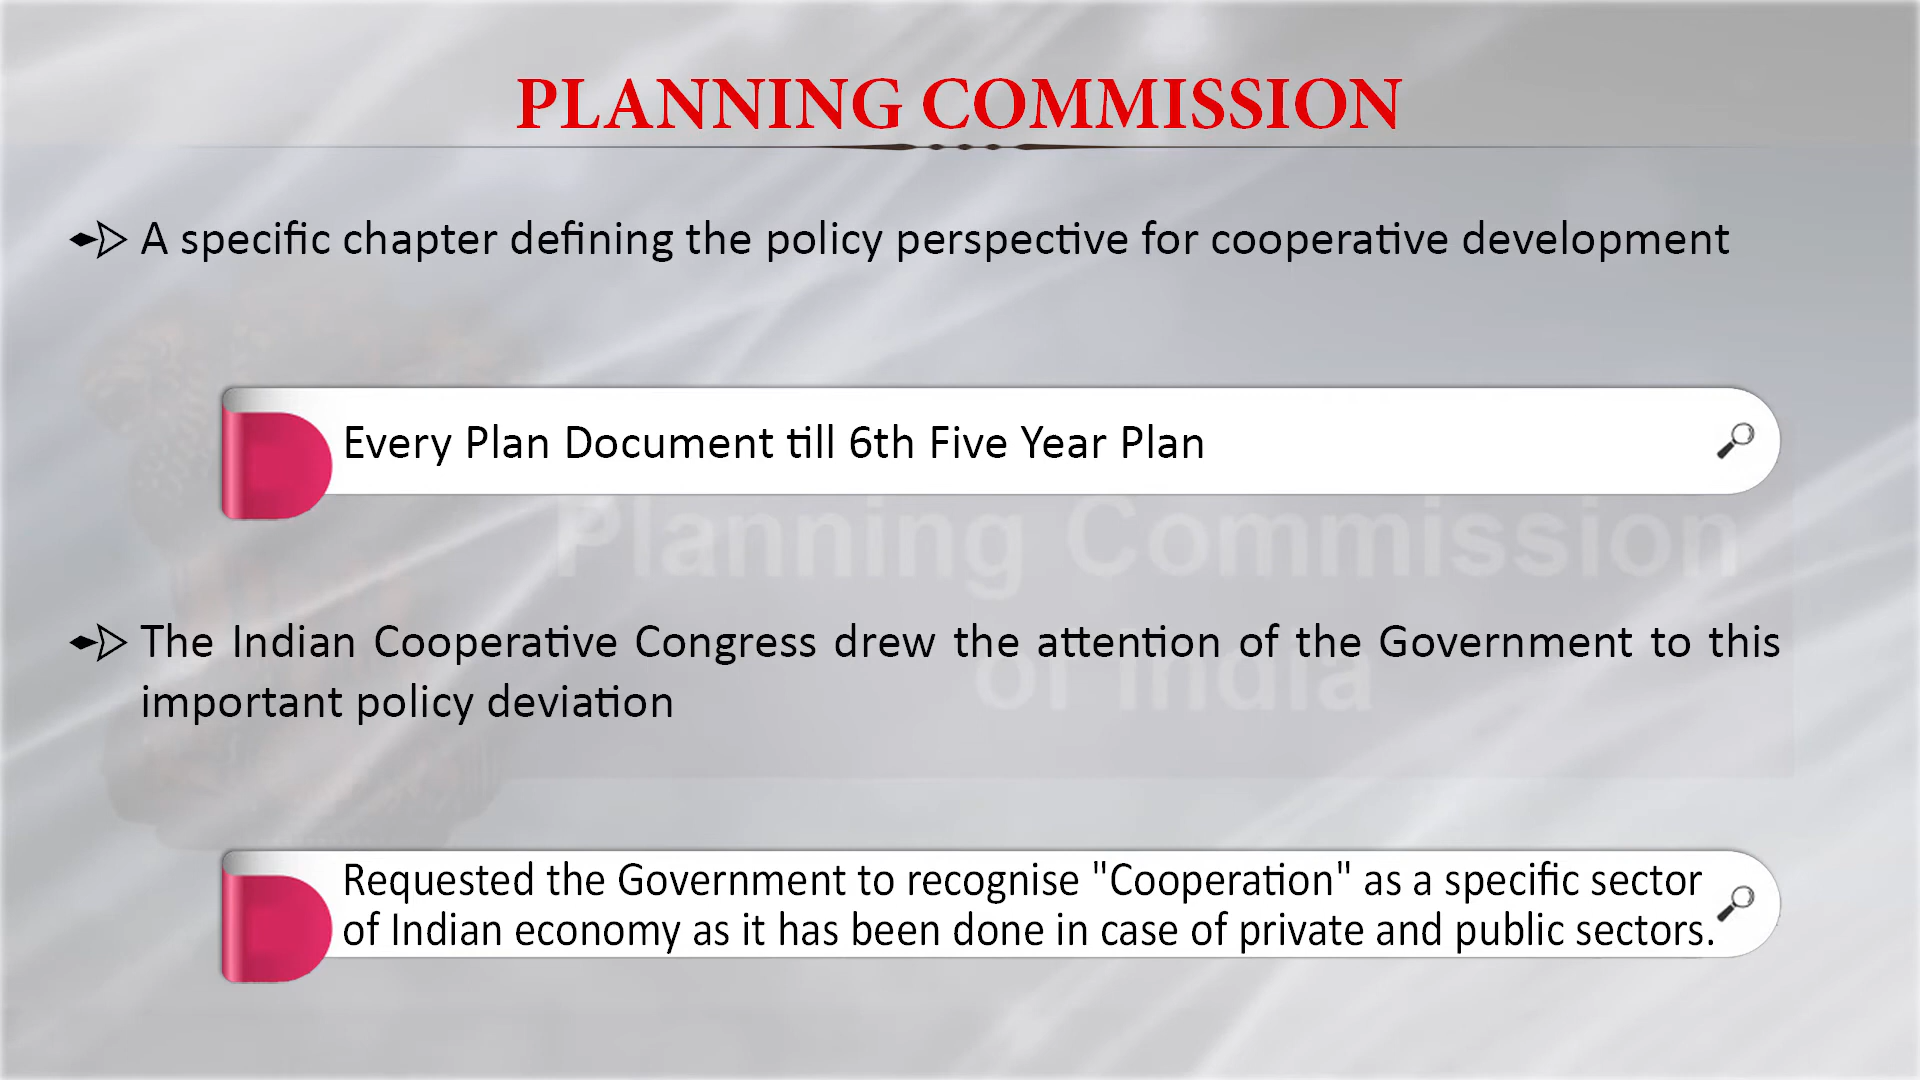 PLANNING COMMISSION
A specific chapter defining the policy perspective for cooperative development
Every Plan Document till 6th Five Year Plan
Planning Commission
of India
The Indian Cooperative Congress drew the attention of the Government to this
important policy deviation
Requested the Government to recognise "Cooperation" as a specific sector
of Indian economy as it has been done in case of private and public sectors.